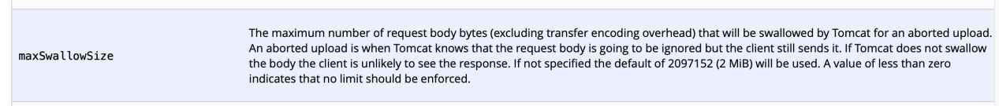 The maximum number of request body bytes (excluding transfer encoding overhead) that will be swallowed by Tomcat for an aborted upload.
An aborted upload is when Tomcat knows that the request body is going to be ignored but the client still sends it. If Tomcat does not swallow
maxSwallowSize
the body the client is unlikely to see the response. If not specified the default of 2097152 (2 MiB) will be used. A value of less than zero
indicates that no limit should be enforced.